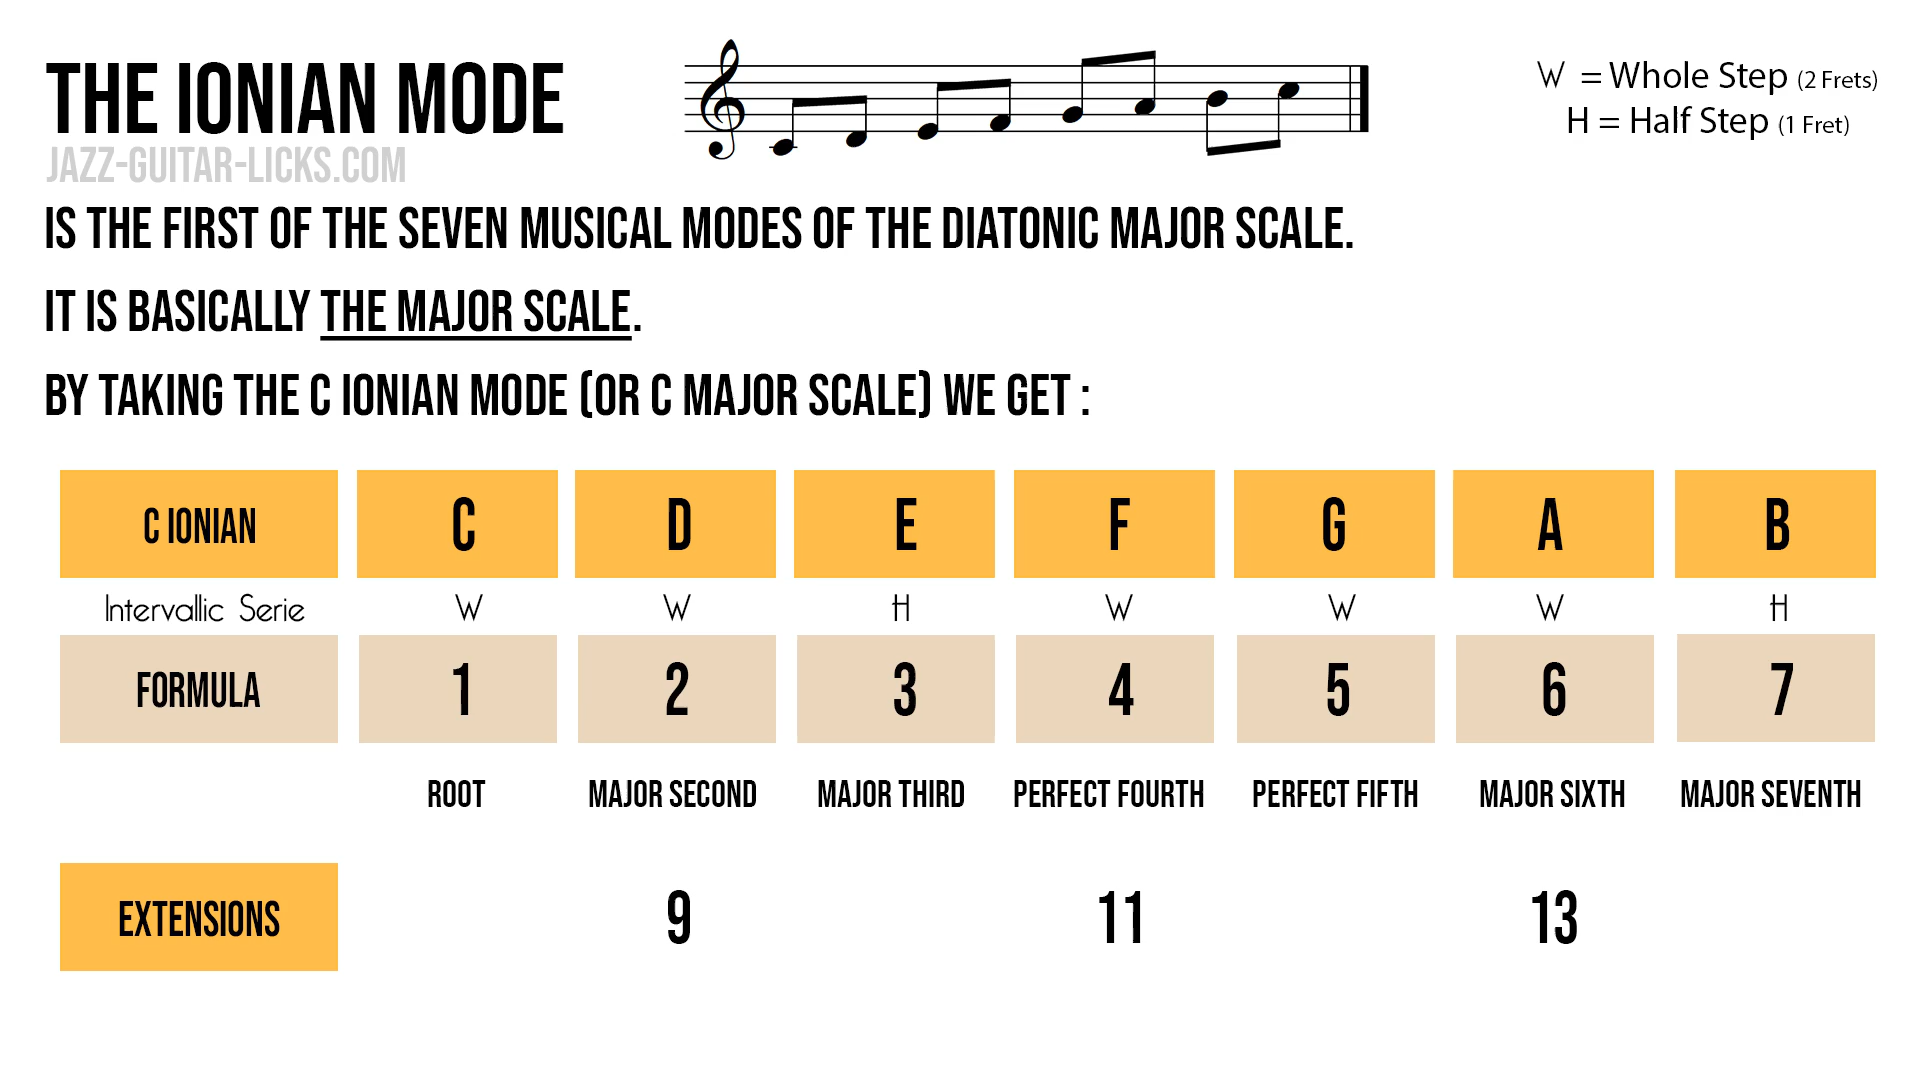 THE IONIAN MODE
JAZZ-GUITAR-LICKS.COM
W = Whole Step (2 Frets)
H = Half Step (1 Fret)
IS THE FIRST OF THE SEVEN MUSICAL MODES OF THE DIATONIC MAJOR SCALE.
IT IS BASICALLY THE MAJOR SCALE.
BY TAKING THE C IONIAN MODE (OR C MAJOR SCALE) WE GET :
C IONIAN C D E F G A B
Intervallic Serie W W H W W W H
FORMULA 1 2 3 4 5 6 7
ROOT MAJOR SECOND MAJOR THIRD PERFECT FOURTH PERFECT FIFTH MAJOR SIXTH MAJOR SEVENTH
EXTENSIONS 9 11 13